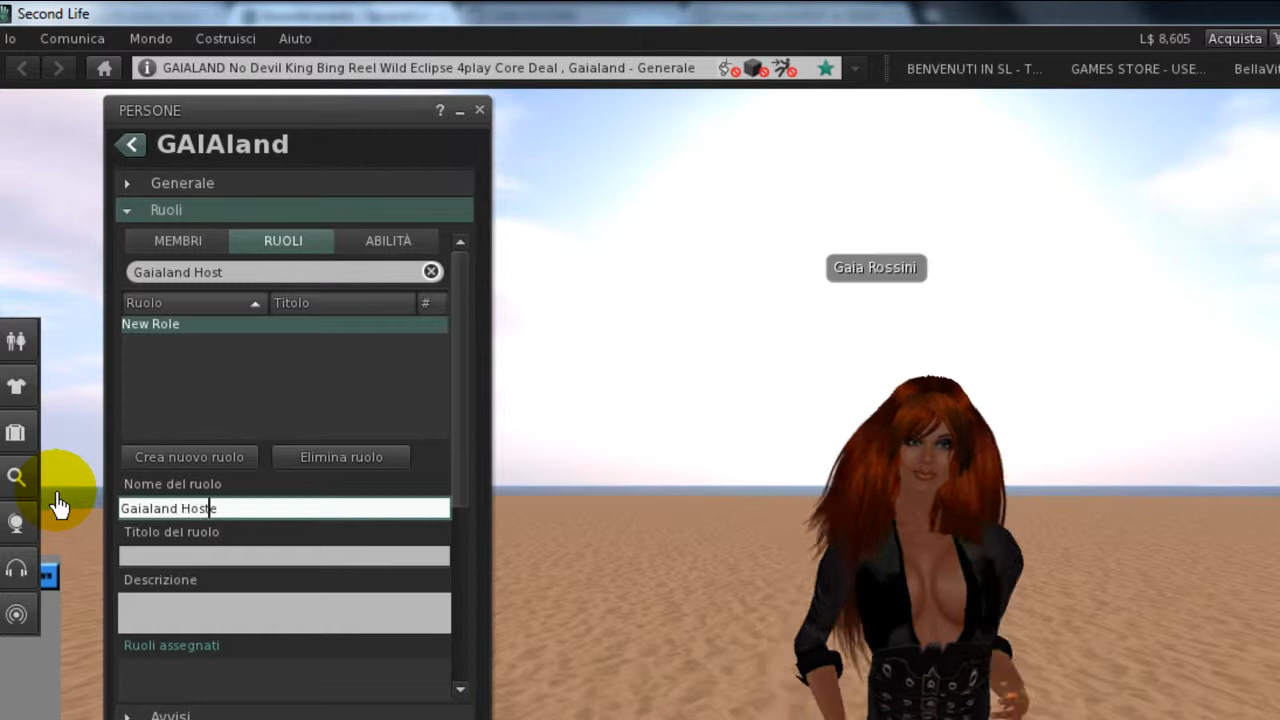 Second Life
Io Comunica Mondo Costruisci Aiuto L$ 8,605 Acquista
GAIALAND No Devil King Bing Reel Wild Eclipse 4play Core Deal , Gaialand - Generale BENVENUTI IN SL - T... GAMES STORE - USE... BellaVit
PERSONE ? _ ×
GAIAland
Generale
Ruoli
MEMBRI RUOLI ABILITÀ
Gaialand Host
Ruolo Titolo #
New Role
Crea nuovo ruolo Elimina ruolo
Nome del ruolo
Gaialand Hoste
Titolo del ruolo
Descrizione
Ruoli assegnati
Avvisi
Gaia Rossini